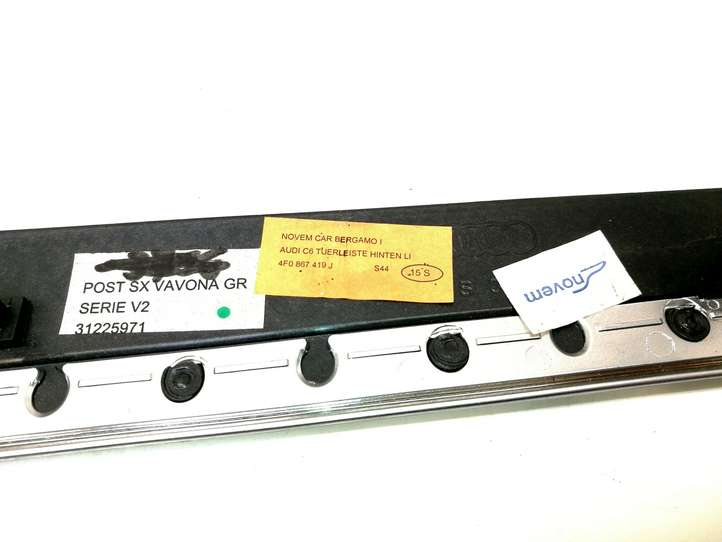 POST SX VAVONA GR
SERIE V2
31225971
NOVEM CAR BERGAMO I
AUDI C6 TUERLEISTE HINTEN LI
4F0 867 419 J S44 15 S
novem